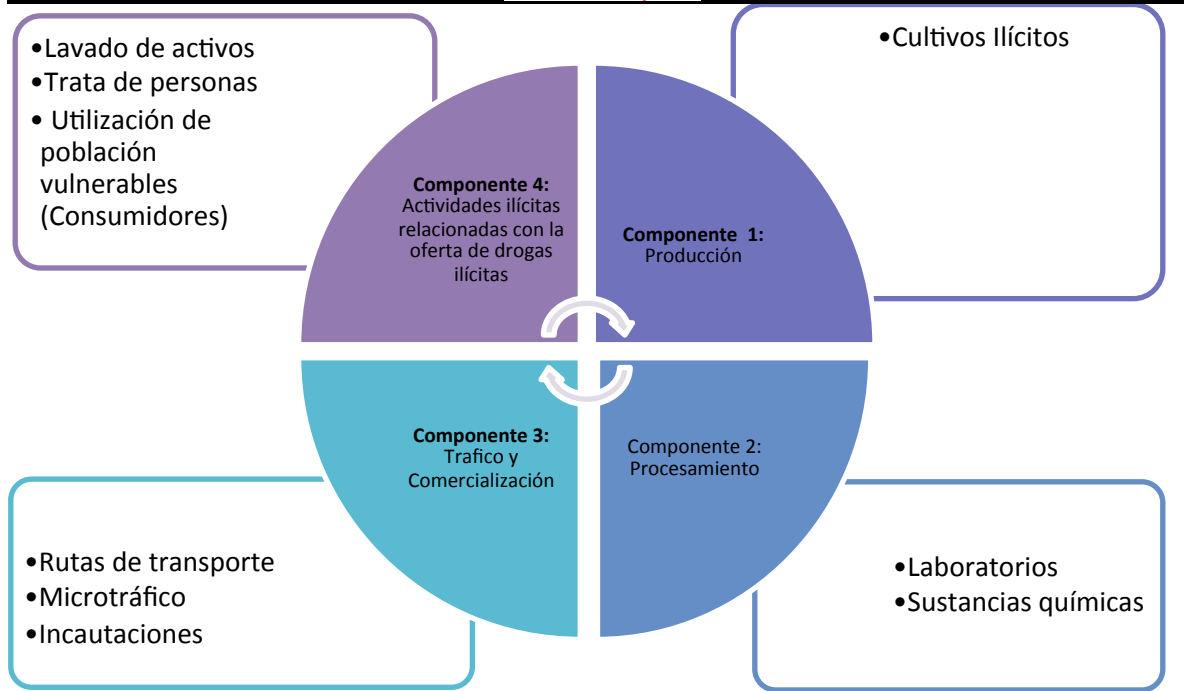 •Lavado de activos
•Trata de personas
• Utilización de
población
vulnerables
(Consumidores)
•Cultivos Ilícitos
Componente 4:
Actividades ilícitas
relacionadas con la
oferta de drogas
ilícitas
Componente 1:
Producción
Componente 3:
Trafico y
Comercialización
Componente 2:
Procesamiento
•Rutas de transporte
•Microtráfico
•Incautaciones
•Laboratorios
•Sustancias químicas